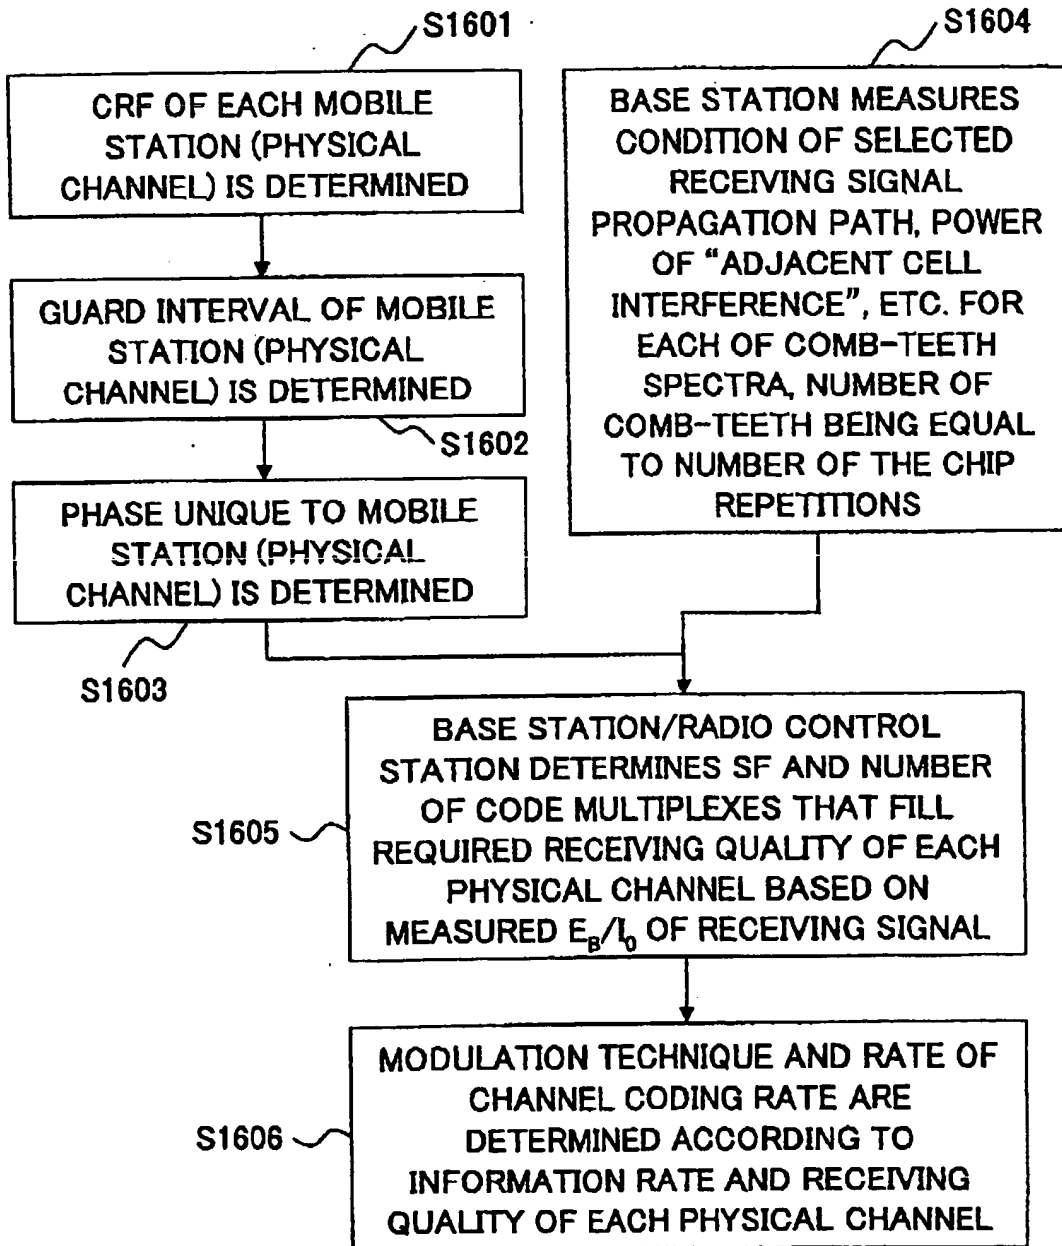 S1601
CRF OF EACH MOBILE
STATION (PHYSICAL
CHANNEL) IS DETERMINED
GUARD INTERVAL OF MOBILE
STATION (PHYSICAL
CHANNEL) IS DETERMINED
S1602
PHASE UNIQUE TO MOBILE
STATION (PHYSICAL
CHANNEL) IS DETERMINED
S1603
S1604
BASE STATION MEASURES
CONDITION OF SELECTED
RECEIVING SIGNAL
PROPAGATION PATH, POWER
OF “ADJACENT CELL
INTERFERENCE”, ETC. FOR
EACH OF COMB-TEETH
SPECTRA, NUMBER OF
COMB-TEETH BEING EQUAL
TO NUMBER OF THE CHIP
REPETITIONS
S1605
BASE STATION/RADIO CONTROL
STATION DETERMINES SF AND NUMBER
OF CODE MULTIPLEXES THAT FILL
REQUIRED RECEIVING QUALITY OF EACH
PHYSICAL CHANNEL BASED ON
MEASURED E_B/I_0 OF RECEIVING SIGNAL
S1606
MODULATION TECHNIQUE AND RATE OF
CHANNEL CODING RATE ARE
DETERMINED ACCORDING TO
INFORMATION RATE AND RECEIVING
QUALITY OF EACH PHYSICAL CHANNEL